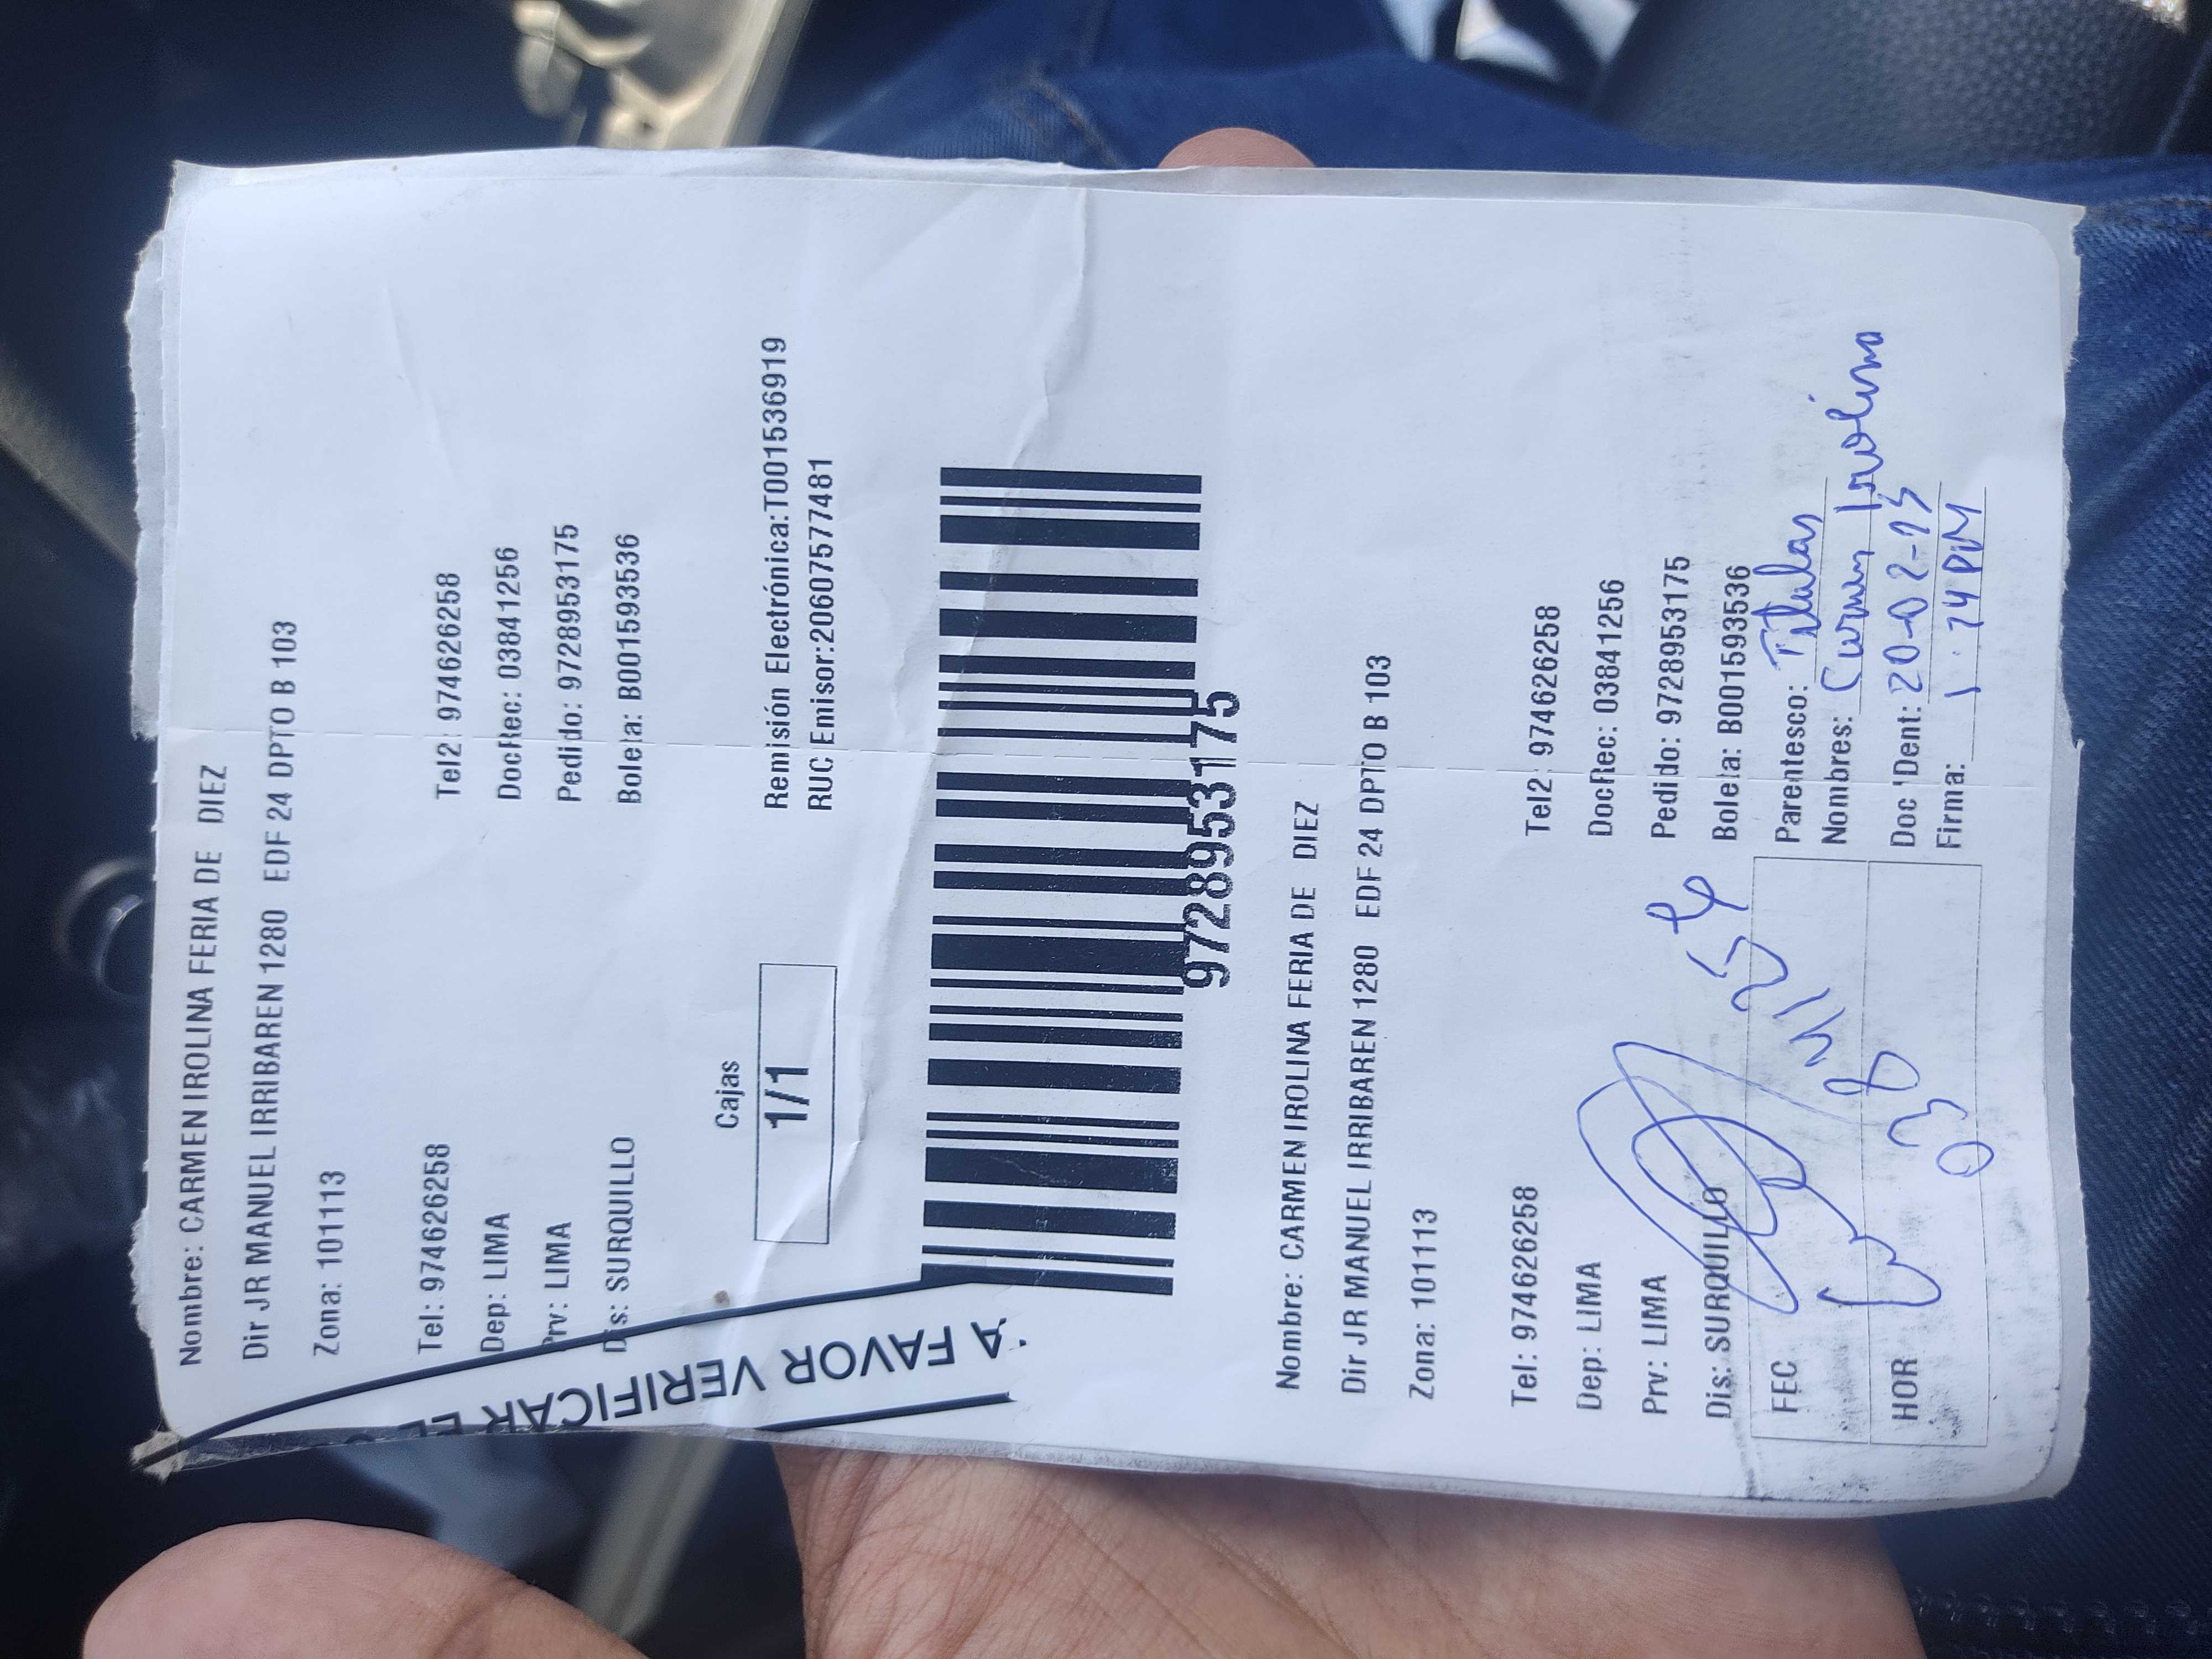 Nombre: CARMEN IROLINA FERIA DE DIEZ
Dir JR MANUEL IRRIBAREN 1280 EDF 24 DPTO B 103
Zona: 101113
Tel: 974626258 Tel2: 974626258
Dep: LIMA DocRec: 03841256
Prv: LIMA Pedido: 9728953175
Dis: SURQUILLO Boleta: B001593536
Cajas
1/1
Remisión Electrónica:T001536919
RUC Emisor:20607577481
A FAVOR VERIFICAR EL
9728953175
Nombre: CARMEN IROLINA FERIA DE DIEZ
Dir JR MANUEL IRRIBAREN 1280 EDF 24 DPTO B 103
Zona: 101113
Tel: 974626258 Tel2: 974626258
Dep: LIMA DocRec: 03841256
Prv: LIMA Pedido: 9728953175
Dis: SURQUILLO Boleta: B001593536
FEC
HOR
Parentesco: Titular
Nombres: Carmen Irolina
Doc 'Dent: 20-02-
Firma: